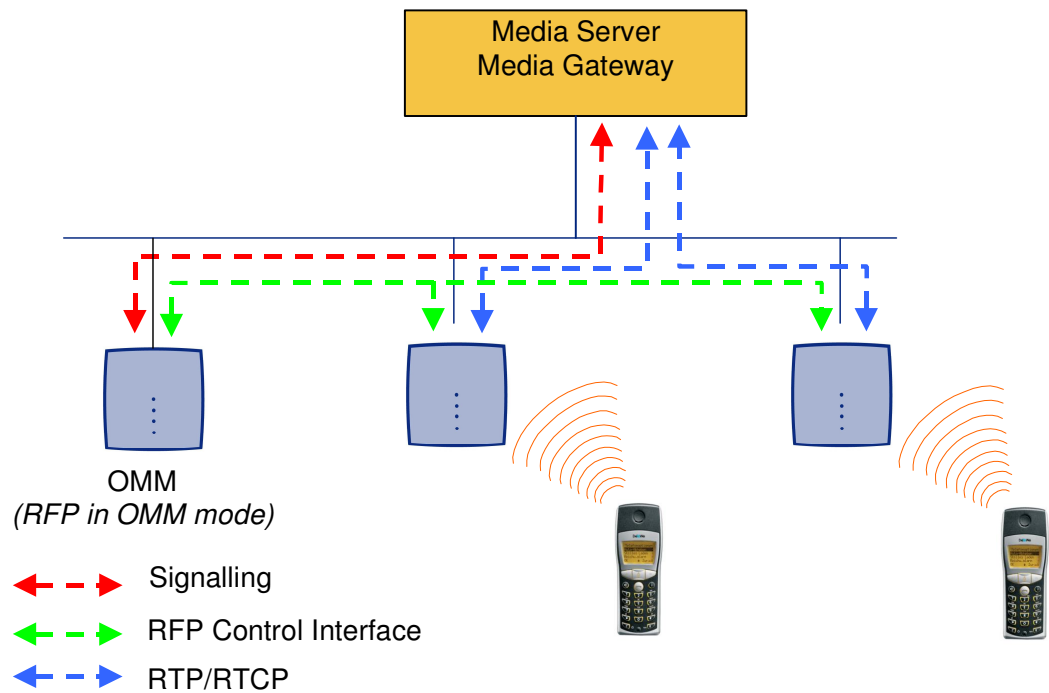 Media Server
Media Gateway
OMM
(RFP in OMM mode)
Signalling
RFP Control Interface
RTP/RTCP